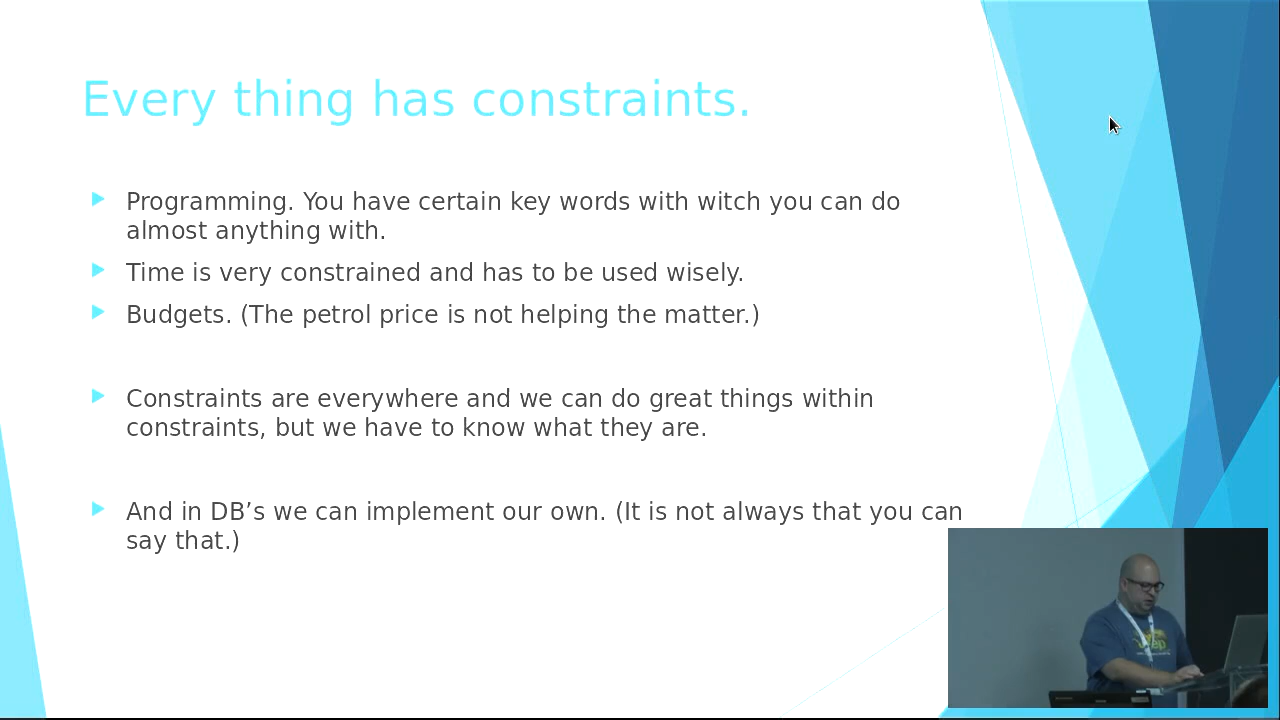 Every thing has constraints.
Programming. You have certain key words with witch you can do
almost anything with.
Time is very constrained and has to be used wisely.
Budgets. (The petrol price is not helping the matter.)
Constraints are everywhere and we can do great things within
constraints, but we have to know what they are.
And in DB’s we can implement our own. (It is not always that you can
say that.)